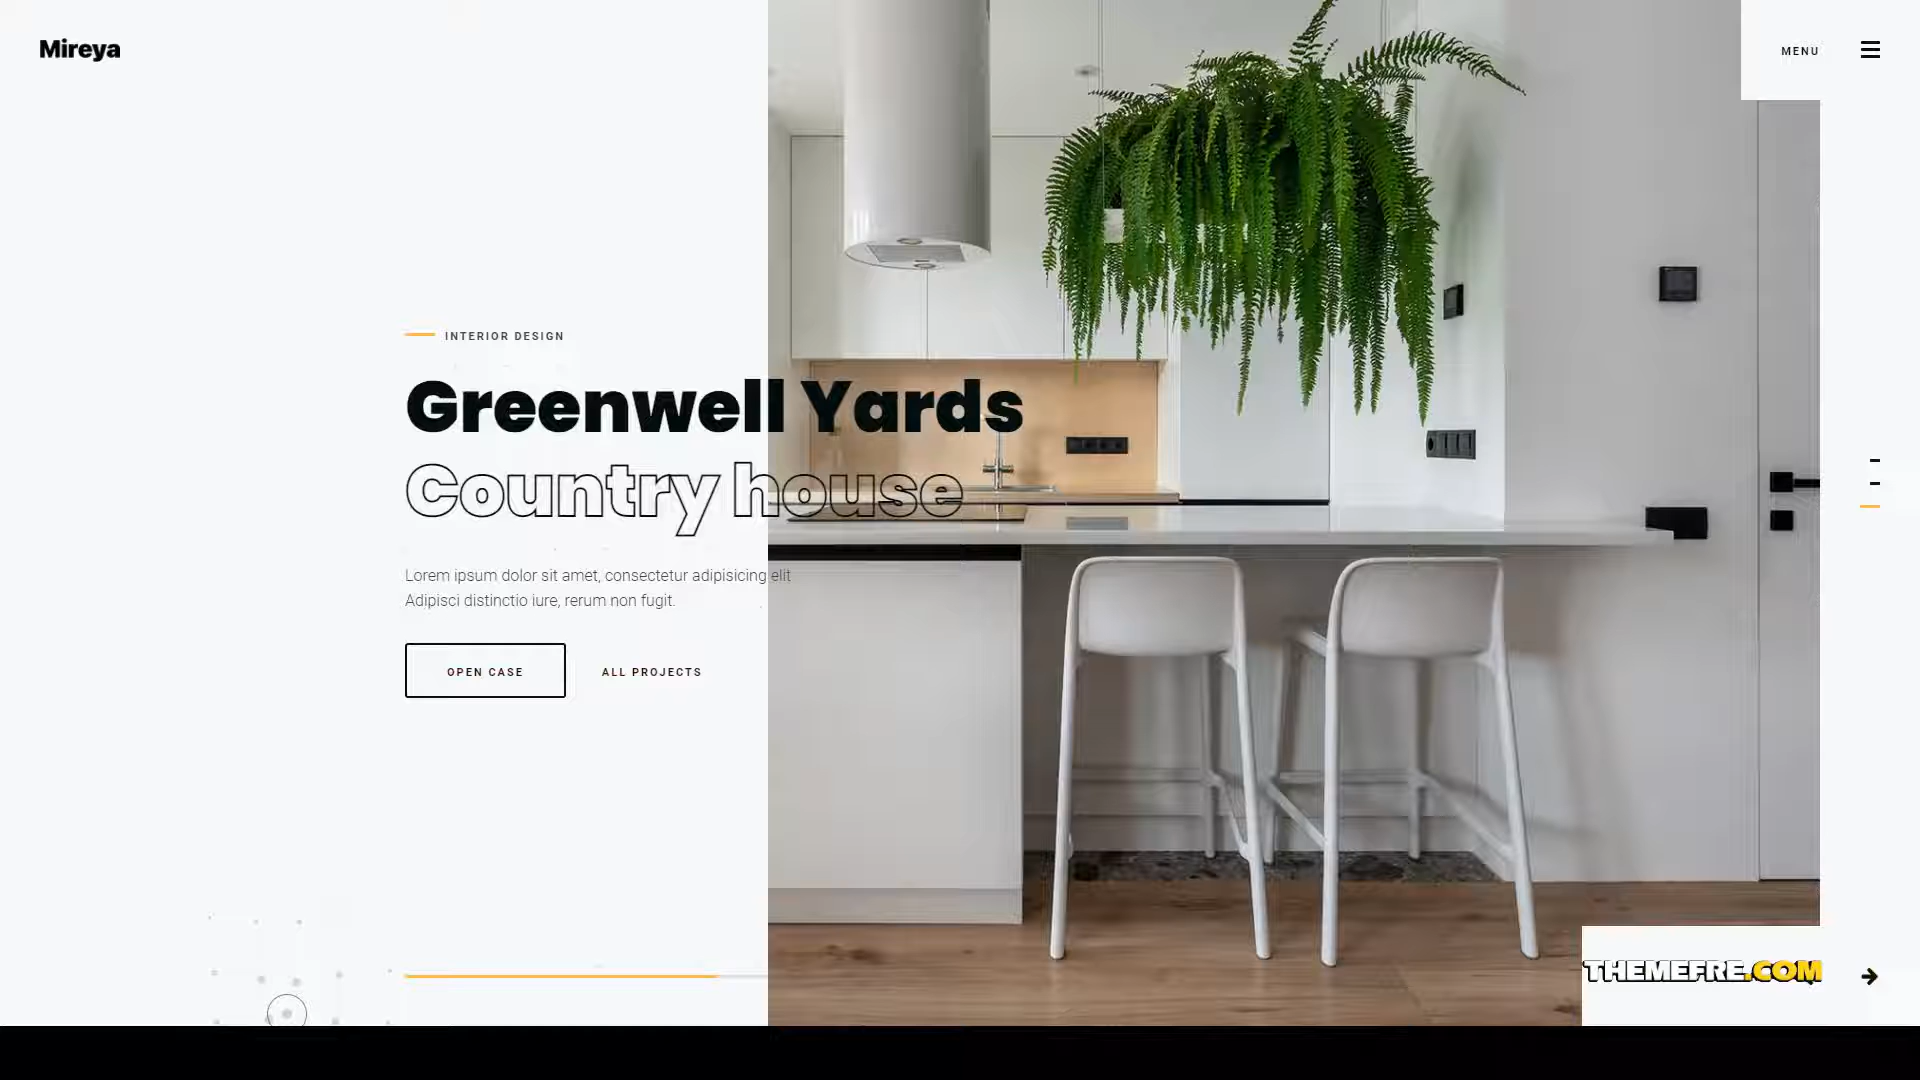 Mireya
MENU
INTERIOR DESIGN
Greenwell Yards
Country house
Lorem ipsum dolor sit amet, consectetur adipisicing elit
Adipisci distinctio iure, rerum non fugit.
OPEN CASE
ALL PROJECTS
THEMEFRE.COM